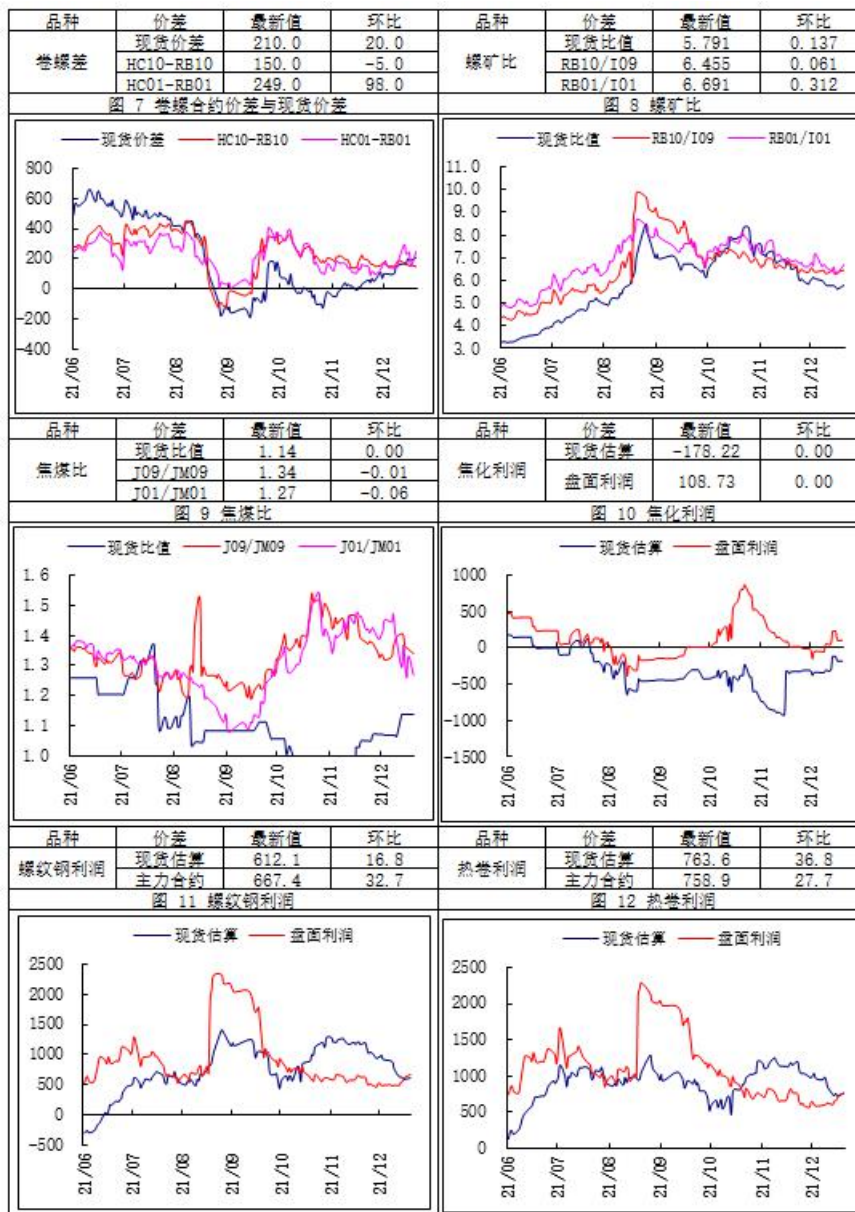 品种 价差 最新值 环比 品种 价差 最新值 环比
卷螺差 现货价差 210.0 20.0 螺矿比 现货比值 5.791 0.137
HC10-RB10 150.0 -5.0 RB10/I09 6.455 0.061
HC01-RB01 249.0 98.0 RB01/I01 6.691 0.312
图 7 卷螺合约价差与现货价差 图 8 螺矿比
现货价差 HC10-RB10 HC01-RB01
800
600
400
200
0
-200
-400
21/06 21/07 21/08 21/09 21/10 21/11 21/12
现货比值 RB10/I09 RB01/I01
11.0
10.0
9.0
8.0
7.0
6.0
5.0
4.0
3.0
21/06 21/07 21/08 21/09 21/10 21/11 21/12
品种 价差 最新值 环比 品种 价差 最新值 环比
焦煤比 现货比值 1.14 0.00 焦化利润 现货估算 -178.22 0.00
J09/JM09 1.34 -0.01 盘面利润 108.73 0.00
J01/JM01 1.27 -0.06
图 9 焦煤比 图 10 焦化利润
现货比值 J09/JM09 J01/JM01
1.6
1.5
1.4
1.3
1.2
1.1
1.0
21/06 21/07 21/08 21/09 21/10 21/11 21/12
现货估算 盘面利润
1000
500
0
-500
-1000
-1500
21/06 21/07 21/08 21/09 21/10 21/11 21/12
品种 价差 最新值 环比 品种 价差 最新值 环比
螺纹钢利润 现货估算 612.1 16.8 热卷利润 现货估算 763.6 36.8
主力合约 667.4 32.7 主力合约 758.9 27.7
图 11 螺纹钢利润 图 12 热卷利润
现货估算 盘面利润
2500
2000
1500
1000
500
0
-500
21/06 21/07 21/08 21/09 21/10 21/11 21/12
现货估算 盘面利润
2500
2000
1500
1000
500
0
21/06 21/07 21/08 21/09 21/10 21/11 21/12